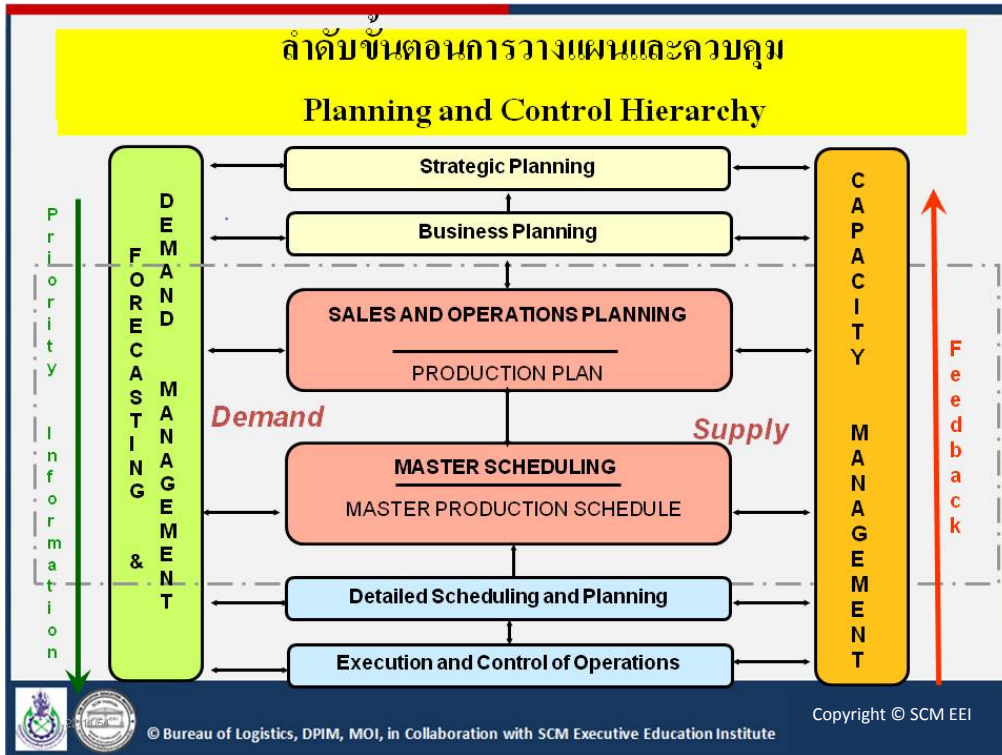 ลำดับขั้นตอนการวางแผนและควบคุม
Planning and Control Hierarchy
Priority Information
FORECASTING &
DEMAND MANAGEMENT
Strategic Planning
Business Planning
SALES AND OPERATIONS PLANNING
PRODUCTION PLAN
Demand
Supply
MASTER SCHEDULING
MASTER PRODUCTION SCHEDULE
Detailed Scheduling and Planning
Execution and Control of Operations
CAPACITY MANAGEMENT
Feedback
© Bureau of Logistics, DPIM, MOI, in Collaboration with SCM Executive Education Institute
Copyright © SCM EEI